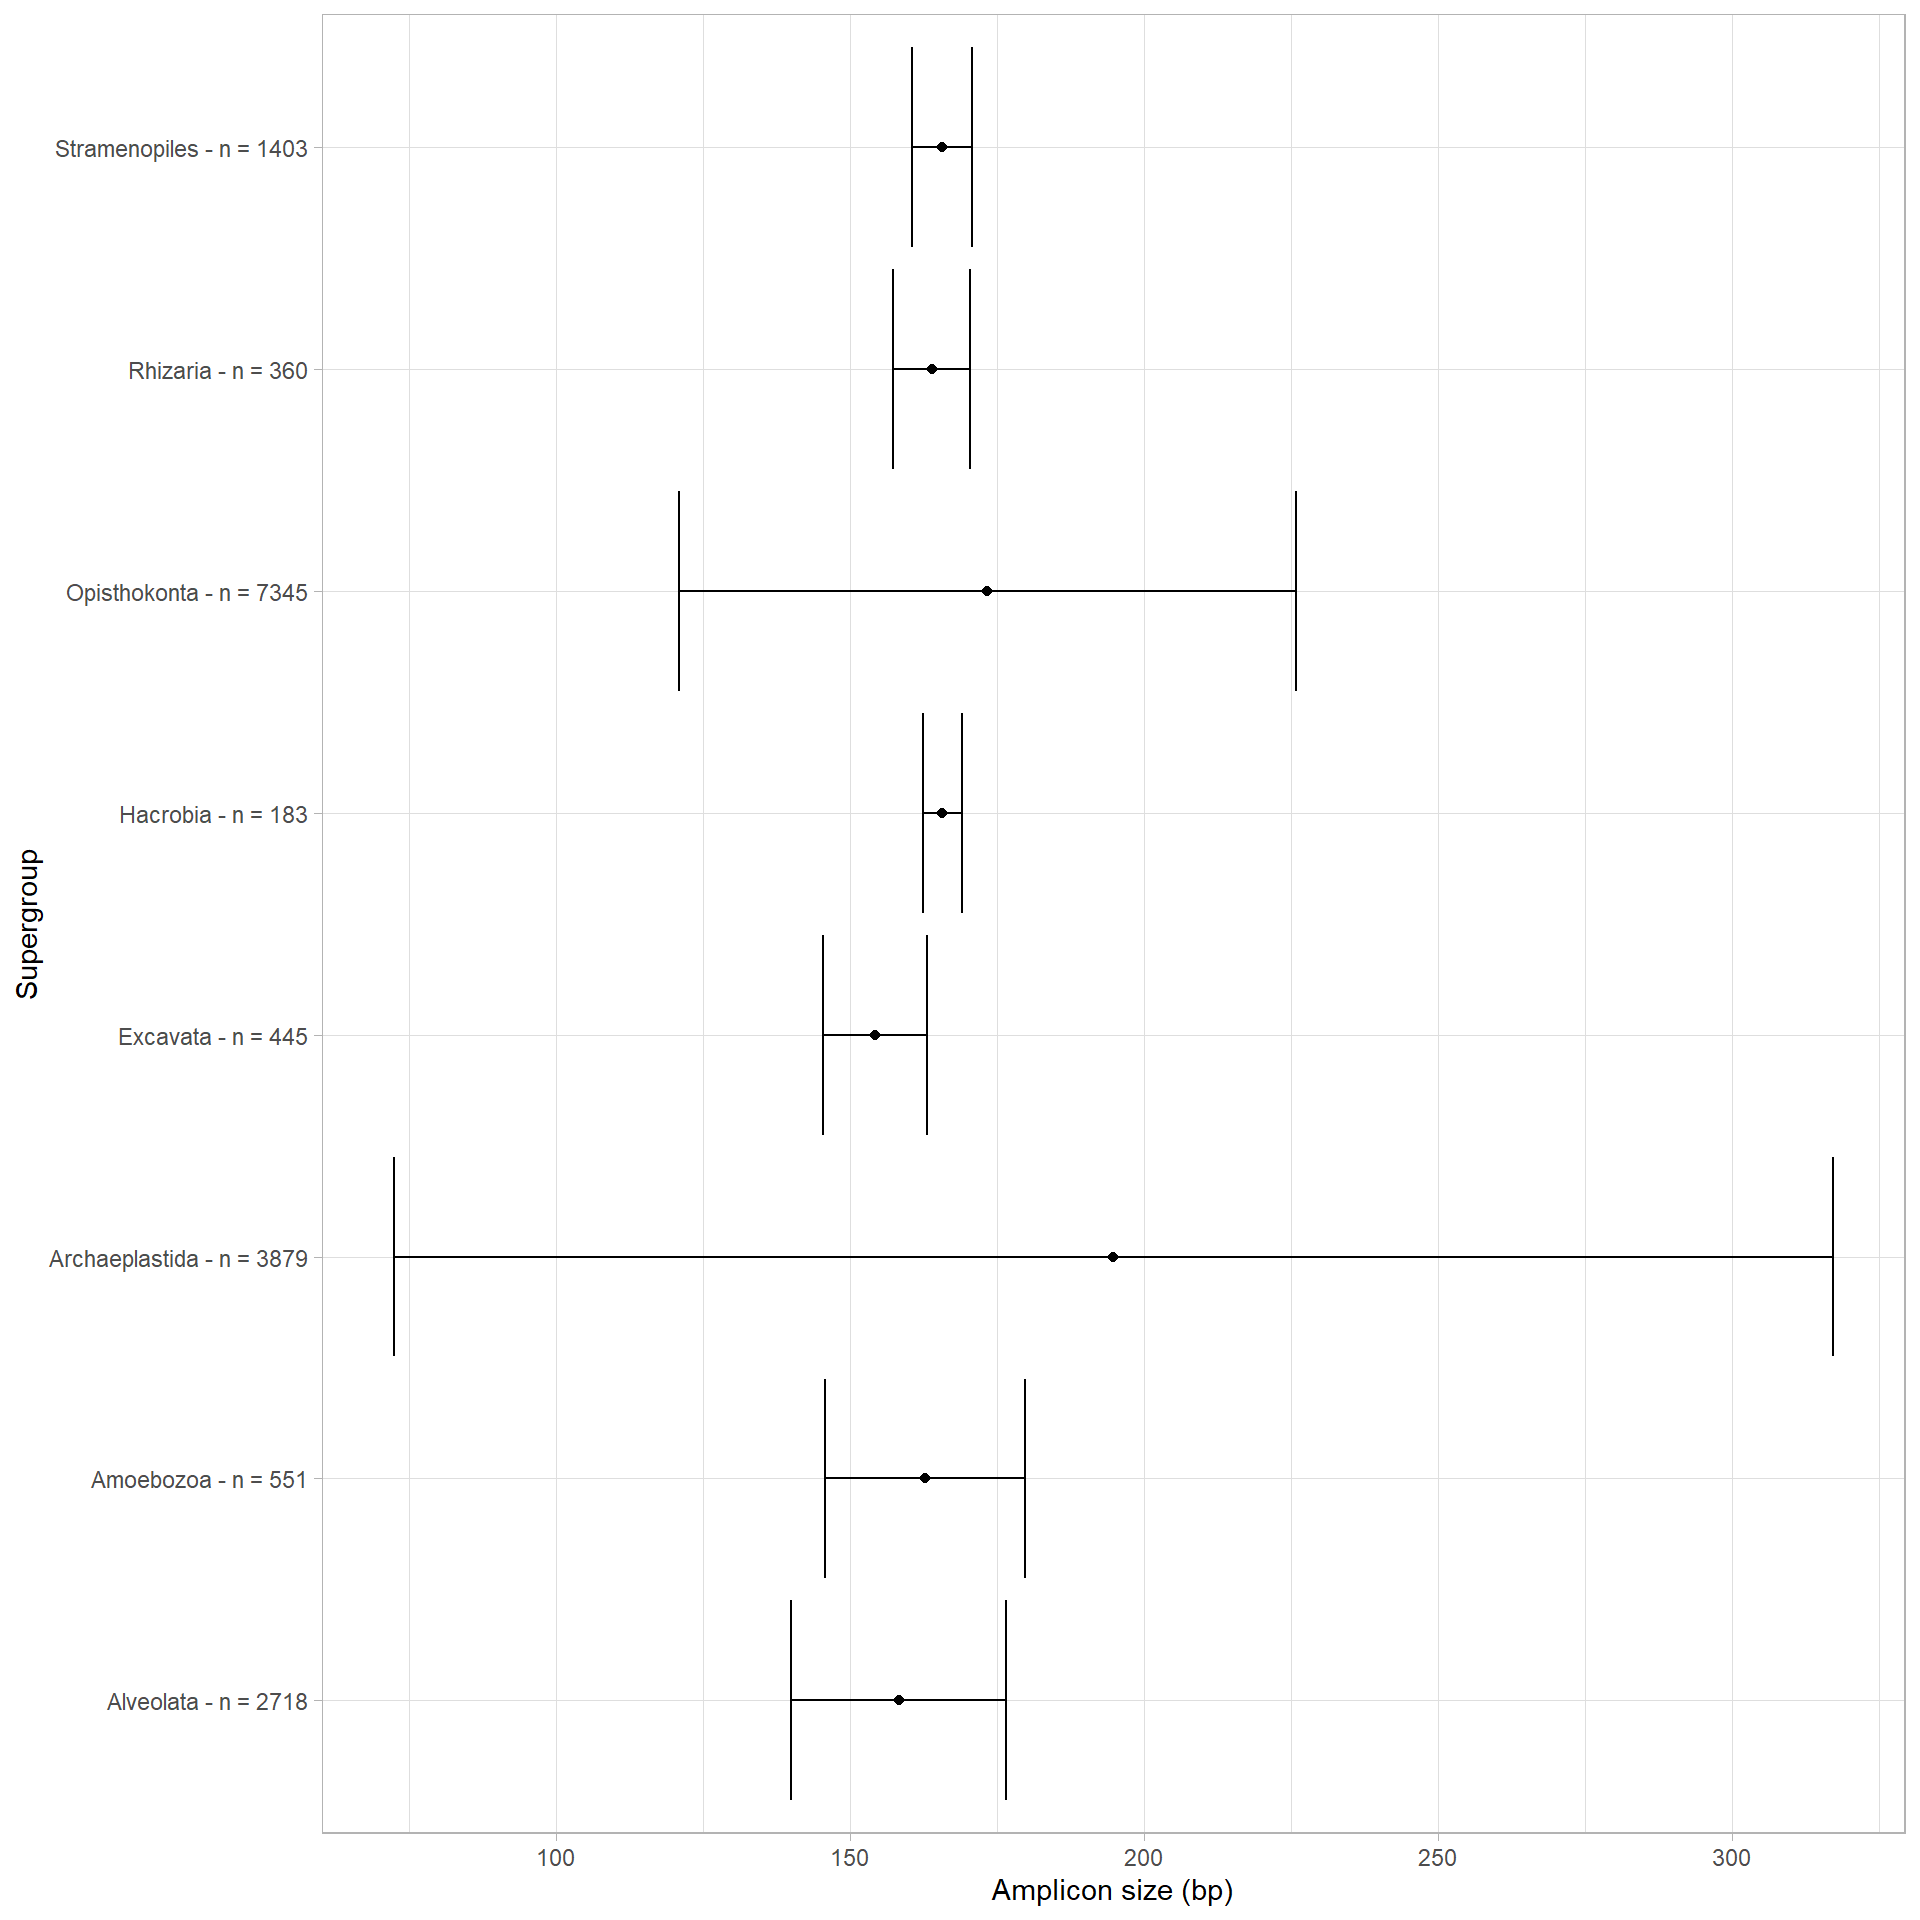 Stramenopiles - n = 1403
Rhizaria - n = 360
Opisthokonta - n = 7345
Hacrobia - n = 183
Excavata - n = 445
Archaeplastida - n = 3879
Amoebozoa - n = 551
Alveolata - n = 2718
Supergroup
100 150 200 250 300
Amplicon size (bp)